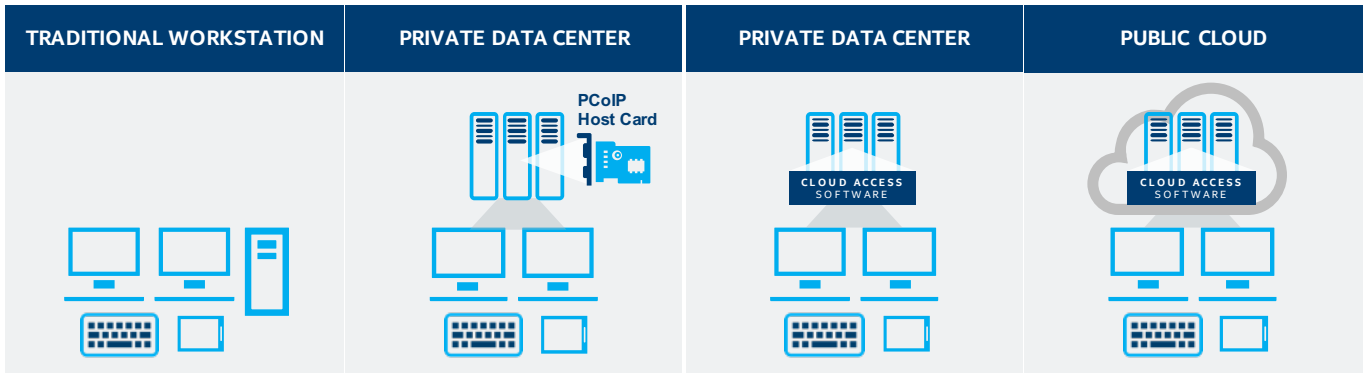 TRADITIONAL WORKSTATION
PRIVATE DATA CENTER
PRIVATE DATA CENTER
PUBLIC CLOUD
PCoIP
Host Card
CLOUD ACCESS
SOFTWARE
CLOUD ACCESS
SOFTWARE